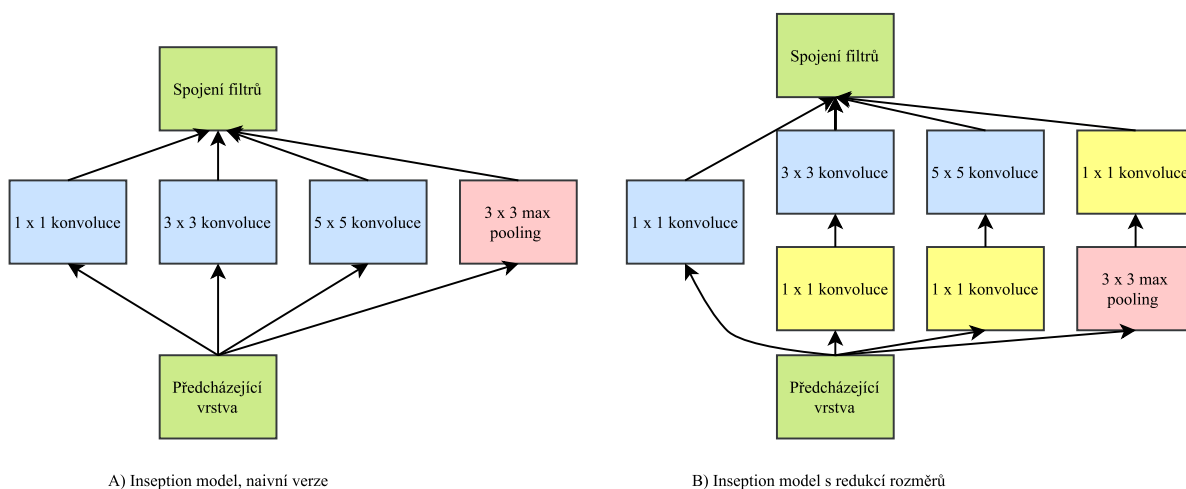 Spojení filtrů
1 x 1 konvoluce
3 x 3 konvoluce
5 x 5 konvoluce
3 x 3 max
pooling
Předcházející
vrstva
A) Inseption model, naivní verze
Spojení filtrů
1 x 1 konvoluce
3 x 3 konvoluce
5 x 5 konvoluce
1 x 1 konvoluce
1 x 1 konvoluce
1 x 1 konvoluce
3 x 3 max
pooling
Předcházející
vrstva
B) Inseption model s redukcí rozměrů